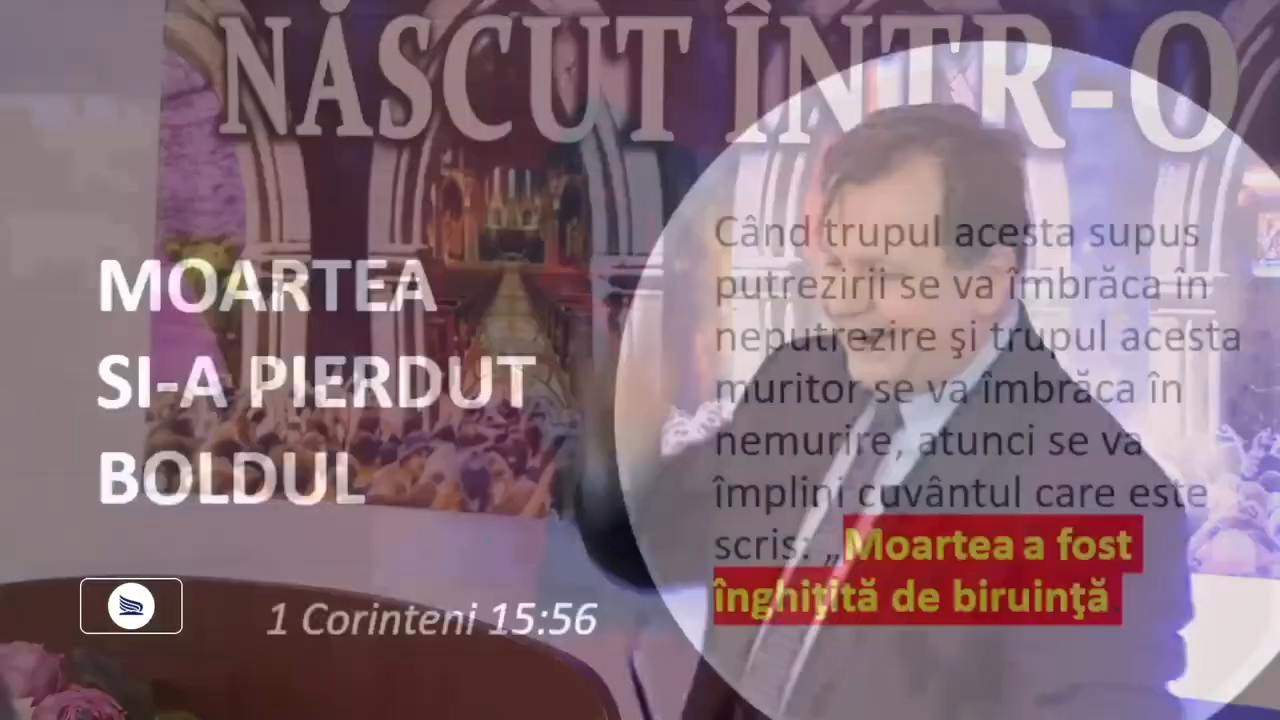 NĂSCUT ÎNTR-O
MOARTEA
SI-A PIERDUT
BOLDUL
1 Corinteni 15:56
Când trupul acesta supus
putrezirii se va îmbrăca în
neputrezire şi trupul acesta
muritor se va îmbrăca în
nemurire, atunci se va
împlini cuvântul care este
scris: „Moartea a fost
înghiţită de biruinţă.